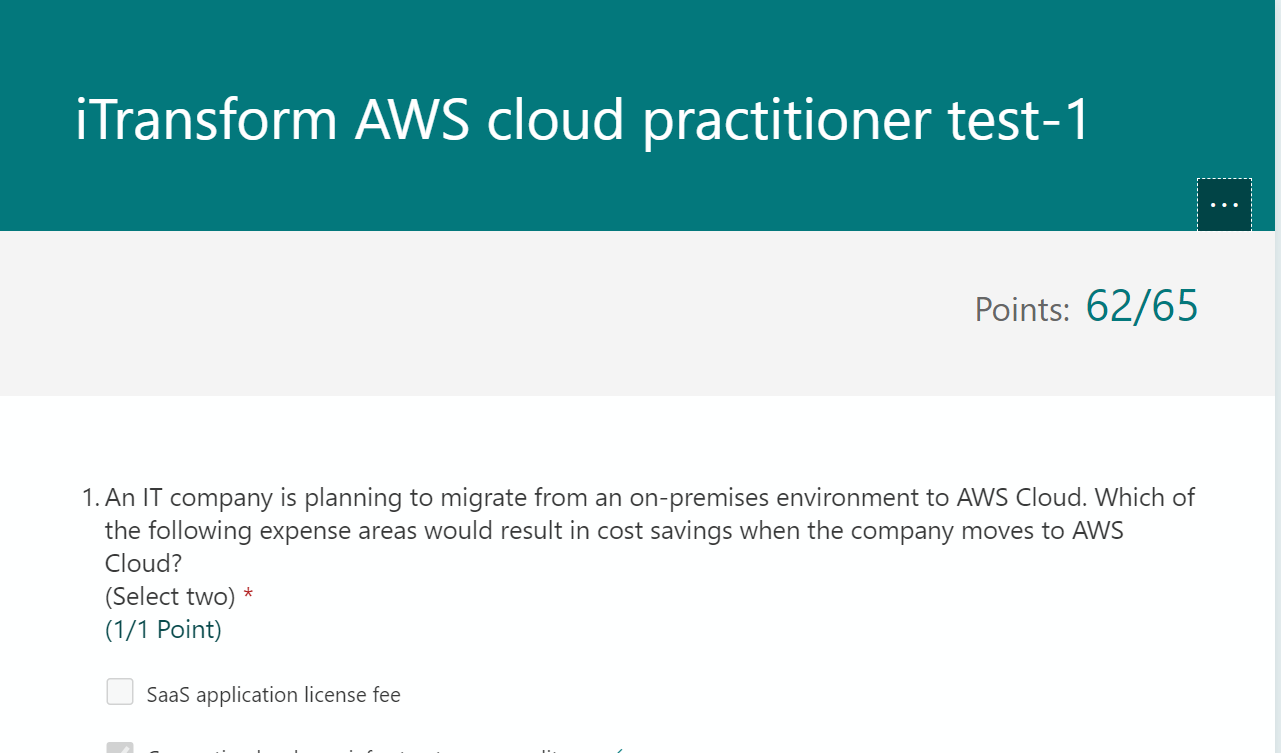 iTransform AWS cloud practitioner test-1
...
Points: 62/65
1. An IT company is planning to migrate from an on-premises environment to AWS Cloud. Which of
the following expense areas would result in cost savings when the company moves to AWS
Cloud?
(Select two) *
(1/1 Point)
SaaS application license fee